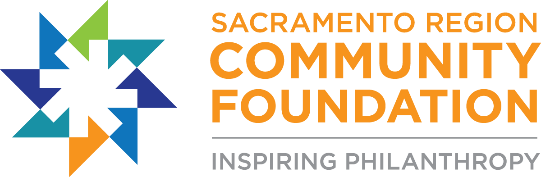 SACRAMENTO REGION
COMMUNITY
FOUNDATION
INSPIRING PHILANTHROPY